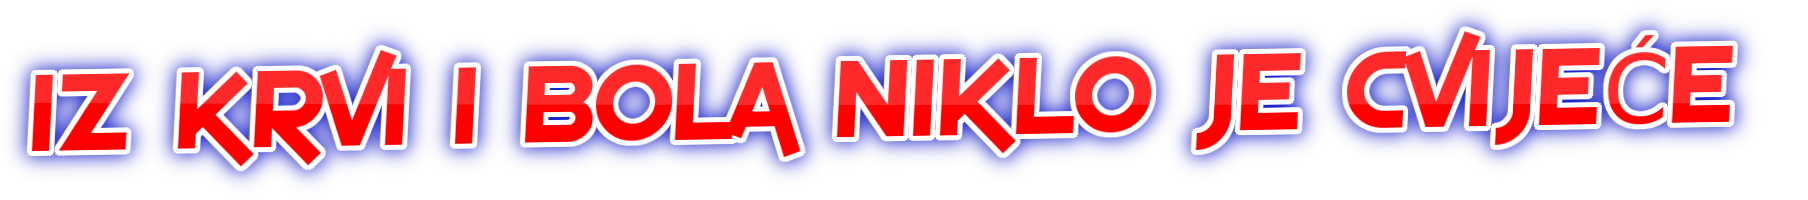 IZ KRVI I BOLA NIKLO JE CVIJEĆE